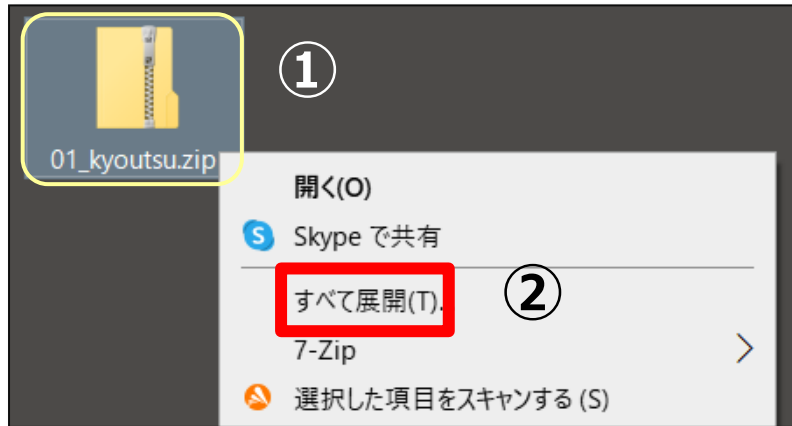 ①
01_kyoutsu.zip
開く(O)
Skype で共有
すべて展開(T).
②
7-Zip
選択した項目をスキャンする (S)